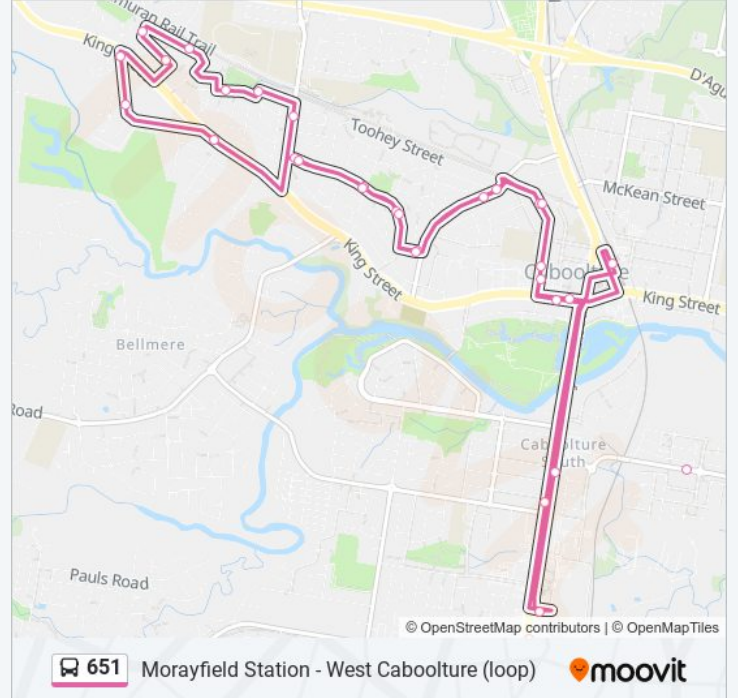 muran Rail Trail
King
D'Agu
Toohey Street
McKean Street
Caboolture
King Street
King Street
Bellmere
Road
Caboolture
South
Pauls Road
© OpenStreetMap contributors | © OpenMapTiles
651 Morayfield Station - West Caboolture (loop) moovit